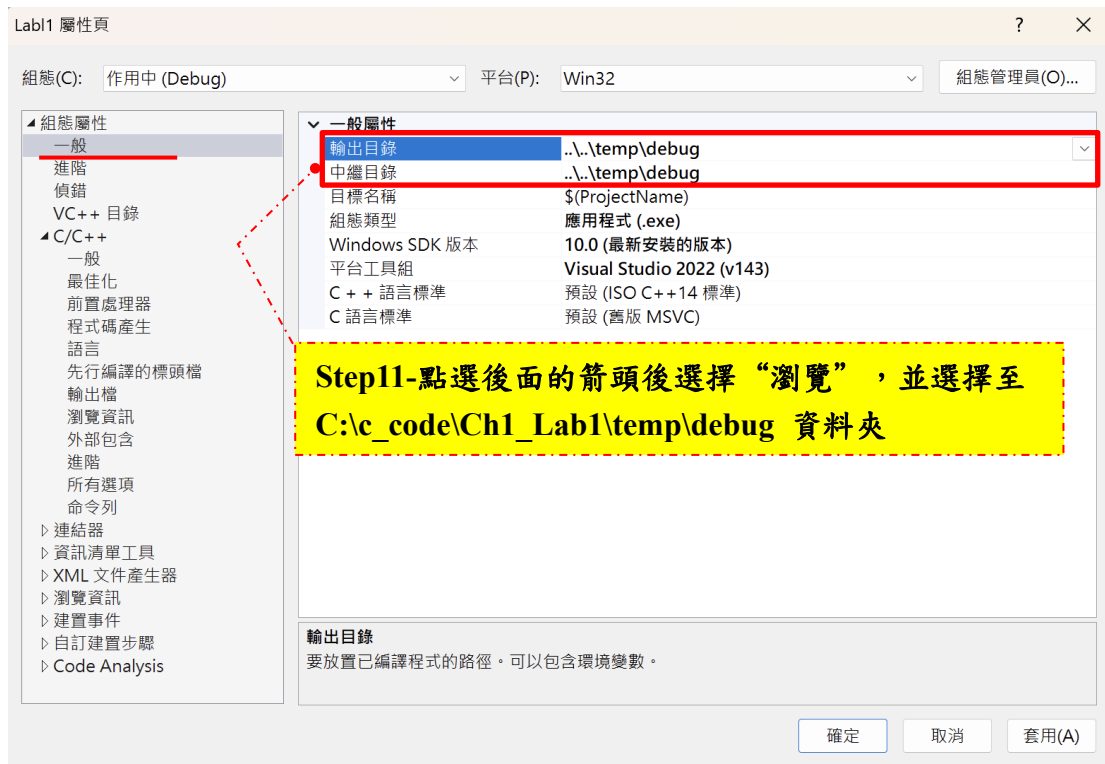 Labl1 屬性頁
? ×
組態(C): 作用中 (Debug) 平台(P): Win32 組態管理員(O)...
組態屬性
一般
進階
偵錯
VC++ 目錄
C/C++
一般
最佳化
前置處理器
程式碼產生
語言
先行編譯的標頭檔
輸出檔
瀏覽資訊
外部包含
進階
所有選項
命令列
連結器
資訊清單工具
XML 文件產生器
瀏覽資訊
建置事件
自訂建置步驟
Code Analysis
一般屬性
輸出目錄 ..\..\temp\debug
中繼目錄 ..\..\temp\debug
目標名稱 $(ProjectName)
組態類型 應用程式 (.exe)
Windows SDK 版本 10.0 (最新安裝的版本)
平台工具組 Visual Studio 2022 (v143)
C + + 語言標準 預設 (ISO C++14 標準)
C 語言標準 預設 (舊版 MSVC)
Step11-點選後面的箭頭後選擇“瀏覽”，並選擇至
C:\c_code\Ch1_Lab1\temp\debug 資料夾
輸出目錄
要放置已編譯程式的路徑。可以包含環境變數。
確定 取消 套用(A)